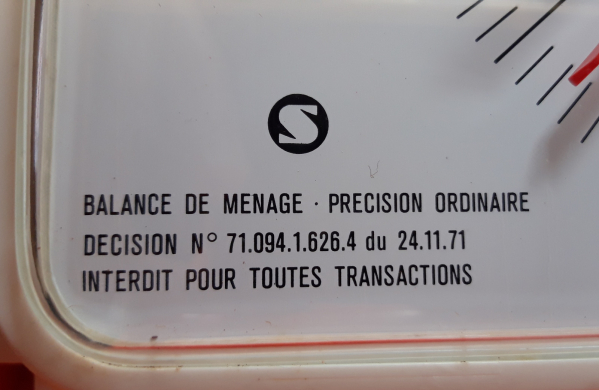 S
BALANCE DE MENAGE · PRECISION ORDINAIRE
DECISION N° 71.094.1.626.4 du 24.11.71
INTERDIT POUR TOUTES TRANSACTIONS